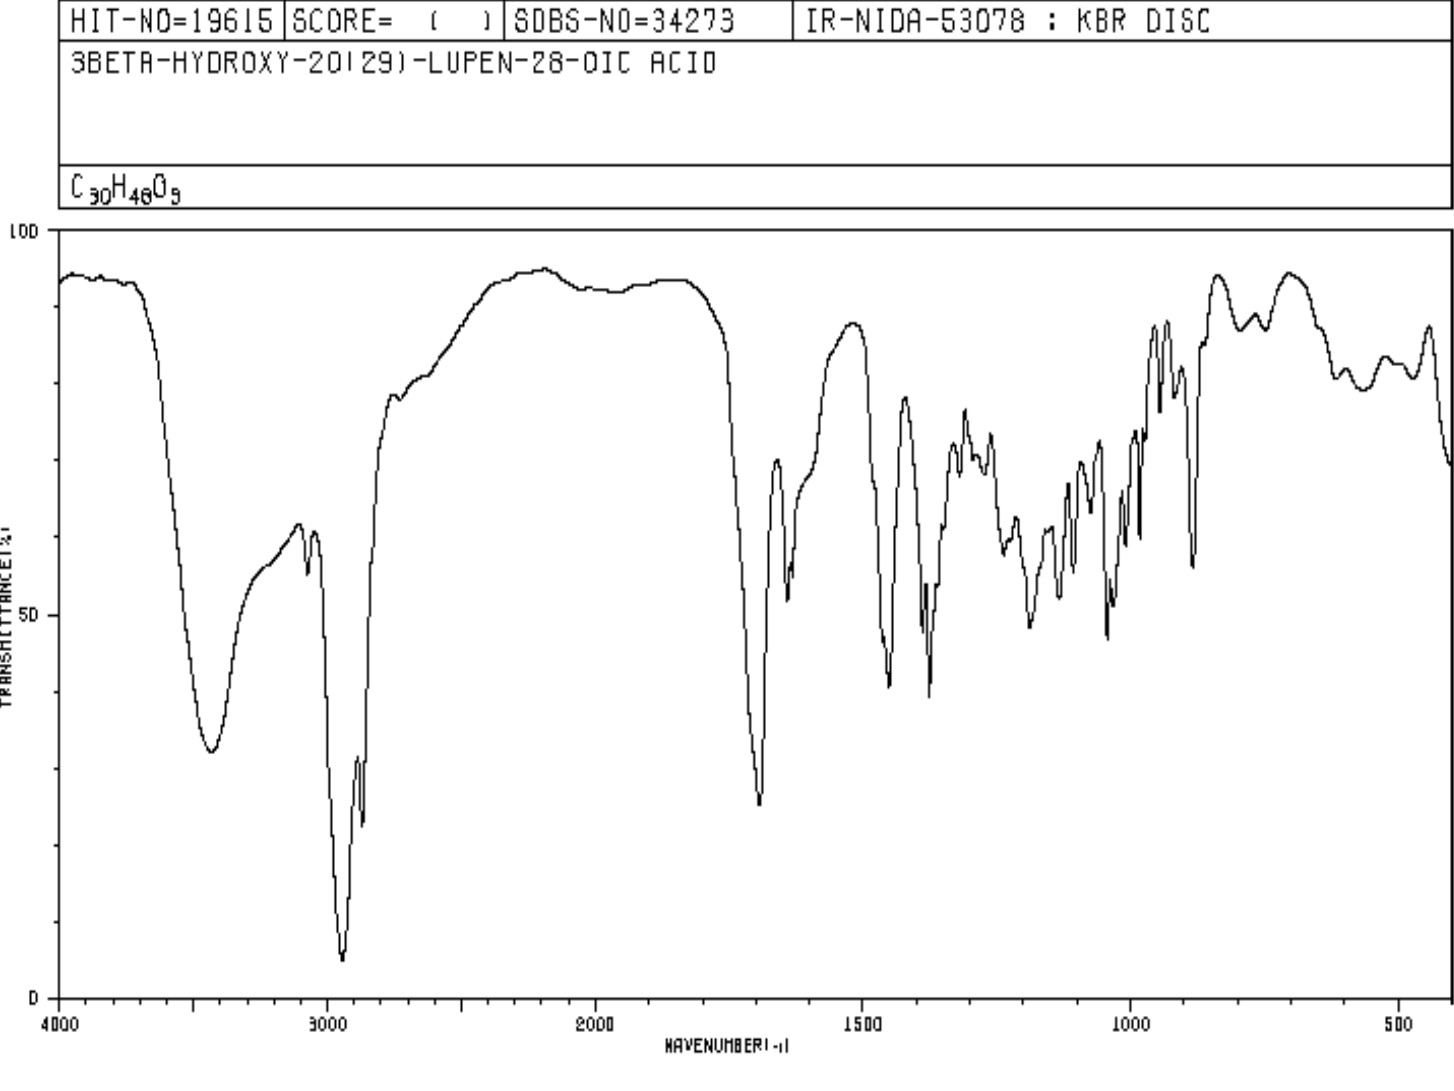 HIT-NO=19615 SCORE= ( ) SDBS-NO=34273 IR-NIDA-53078 : KBR DISC
3BETA-HYDROXY-20(29)-LUPEN-28-OIC ACID
C30H48O3
100
50
0
TRANSMITTANCE(%)
4000 3000 2000 1500 1000 500
WAVENUMBER(-1)